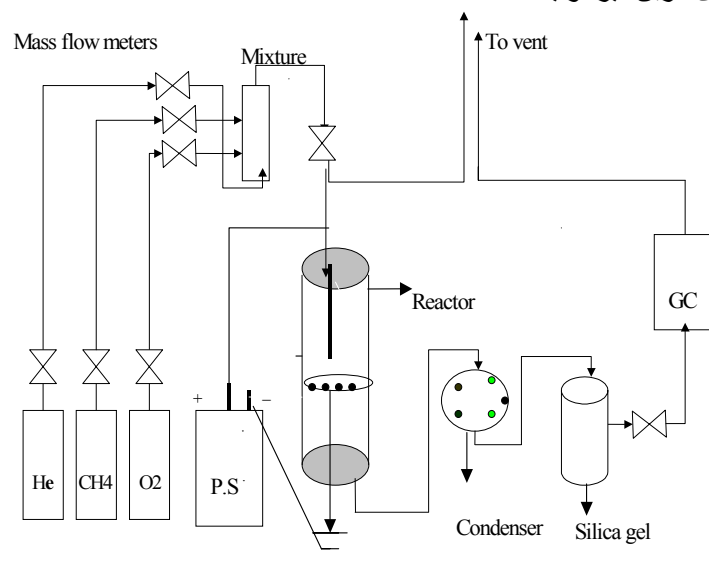 Mass flow meters
Mixture
To vent
Reactor
GC
+
−
He
CH4
O2
P.S
Condenser
Silica gel